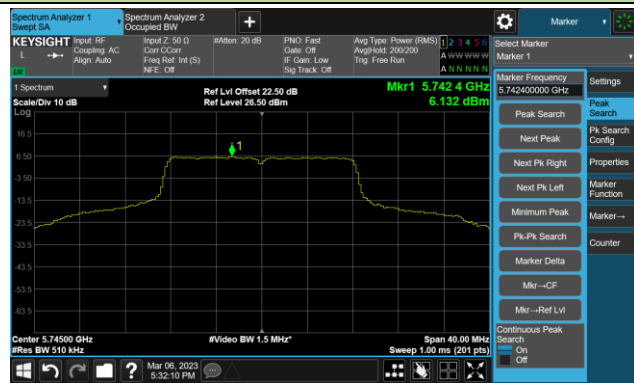 Spectrum Analyzer 1
Swept SA
Spectrum Analyzer 2
Occupied BW
Marker
KEYSIGHT
L
Input: RF
Coupling: AC
Align: Auto
Input Z: 50 Ω
Corr CCorr
Freq Ref: Int (S)
NFE: Off
#Atten: 20 dB
PNO: Fast
Gate: Off
IF Gain: Low
Sig Track: Off
Avg Type: Power (RMS)
Avg|Hold: 200/200
Trig: Free Run
1 2 3 4 5 6
A W W W W W
A N N N N N
Select Marker
Marker 1
1 Spectrum
Scale/Div 10 dB
Log
Ref Lvl Offset 22.50 dB
Ref Level 26.50 dBm
Mkr1 5.742 4 GHz
6.132 dBm
16.5
6.50
-3.50
-13.5
-23.5
-33.5
-43.5
-53.5
-63.5
1
Center 5.74500 GHz
#Res BW 510 kHz
#Video BW 1.5 MHz*
Span 40.00 MHz
Sweep 1.00 ms (201 pts)
Marker Frequency
5.742400000 GHz
Peak Search
Next Peak
Next Pk Right
Next Pk Left
Minimum Peak
Pk-Pk Search
Marker Delta
Mkr→CF
Mkr→Ref Lvl
Continuous Peak
Search
On
Off
Settings
Peak
Search
Pk Search
Config
Properties
Marker
Function
Marker→
Counter
Mar 06, 2023
5:32:10 PM